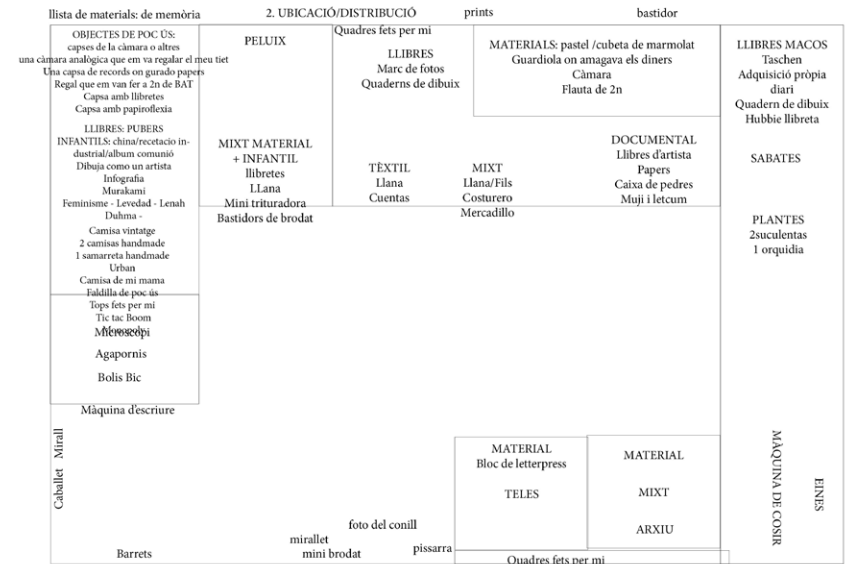 llista de materials: de memòria
2. UBICACIÓ/DISTRIBUCIÓ
prints
bastidor
OBJECTES DE POC ÚS:
capses de la càmara o altres
una càmara analògica que em va regalar el meu tiet
Una capsa de records on gurado papers
Regal que em van fer a 2n de BAT
Capsa amb llibretes
Capsa amb papiroflexia
LLIBRES: PUBERS
INFANTILS: china/recetacio in-
dustrial/album comunió
Dibuja como un artista
Infografia
Murakami
Feminisme - Levedad - Lenah
Duhma -
Camisa vintatge
2 camisas handmade
1 samarreta handmade
Urban
Camisa de mi mama
Faldilla de poc ús
Tops fets per mi
Tic tac Boom
Monopoly
Microscopi
Agapornis
Bolis Bic
Màquina d'escriure
PELUIX
MIXT MATERIAL
+ INFANTIL
llibretes
LLana
Mini trituradora
Bastidors de brodat
Quadres fets per mi
LLIBRES
Marc de fotos
Quaderns de dibuix
TÈXTIL
Llana
Cuentas
MIXT
Llana/Fils
Costurero
Mercadillo
MATERIALS: pastel /cubeta de marmolat
Guardiola on amagava els diners
Càmara
Flauta de 2n
DOCUMENTAL
Llibres d'artista
Papers
Caixa de pedres
Muji i letcum
LLIBRES MACOS
Taschen
Adquisició pròpia
diari
Quadern de dibuix
Hubbie llibreta
SABATES
PLANTES
2suculentas
1 orquidia
Caballet Mirall
Barrets
mirallet
mini brodat
foto del conill
pissarra
MATERIAL
Bloc de letterpress
TELES
MATERIAL
MIXT
ARXIU
Quadres fets per mi
MÀQUINA DE COSIR
EINES